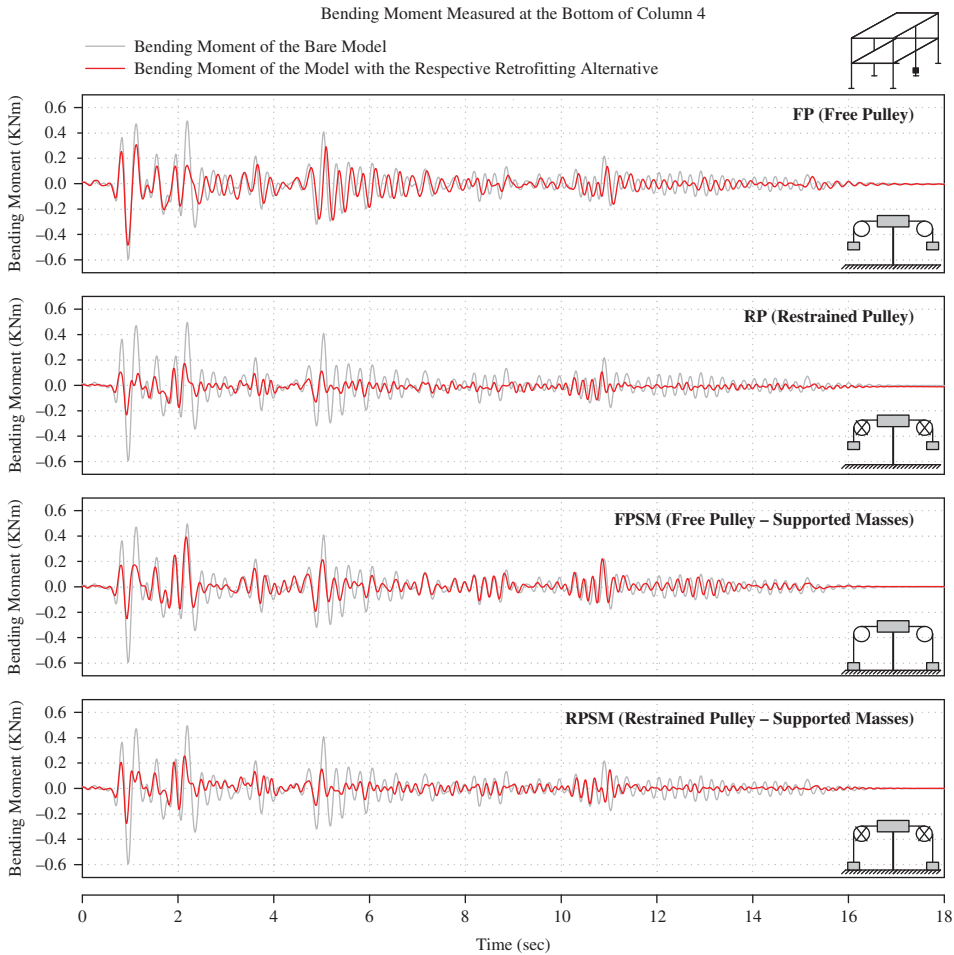 Bending Moment Measured at the Bottom of Column 4
Bending Moment of the Bare Model
Bending Moment of the Model with the Respective Retrofitting Alternative
Bending Moment (KNm)
0.6
0.4
0.2
0.0
–0.2
–0.4
–0.6
FP (Free Pulley)
Bending Moment (KNm)
0.6
0.4
0.2
0.0
–0.2
–0.4
–0.6
RP (Restrained Pulley)
Bending Moment (KNm)
0.6
0.4
0.2
0.0
–0.2
–0.4
–0.6
FPSM (Free Pulley – Supported Masses)
Bending Moment (KNm)
0.6
0.4
0.2
0.0
–0.2
–0.4
–0.6
RPSM (Restrained Pulley – Supported Masses)
0 2 4 6 8 10 12 14 16 18
Time (sec)